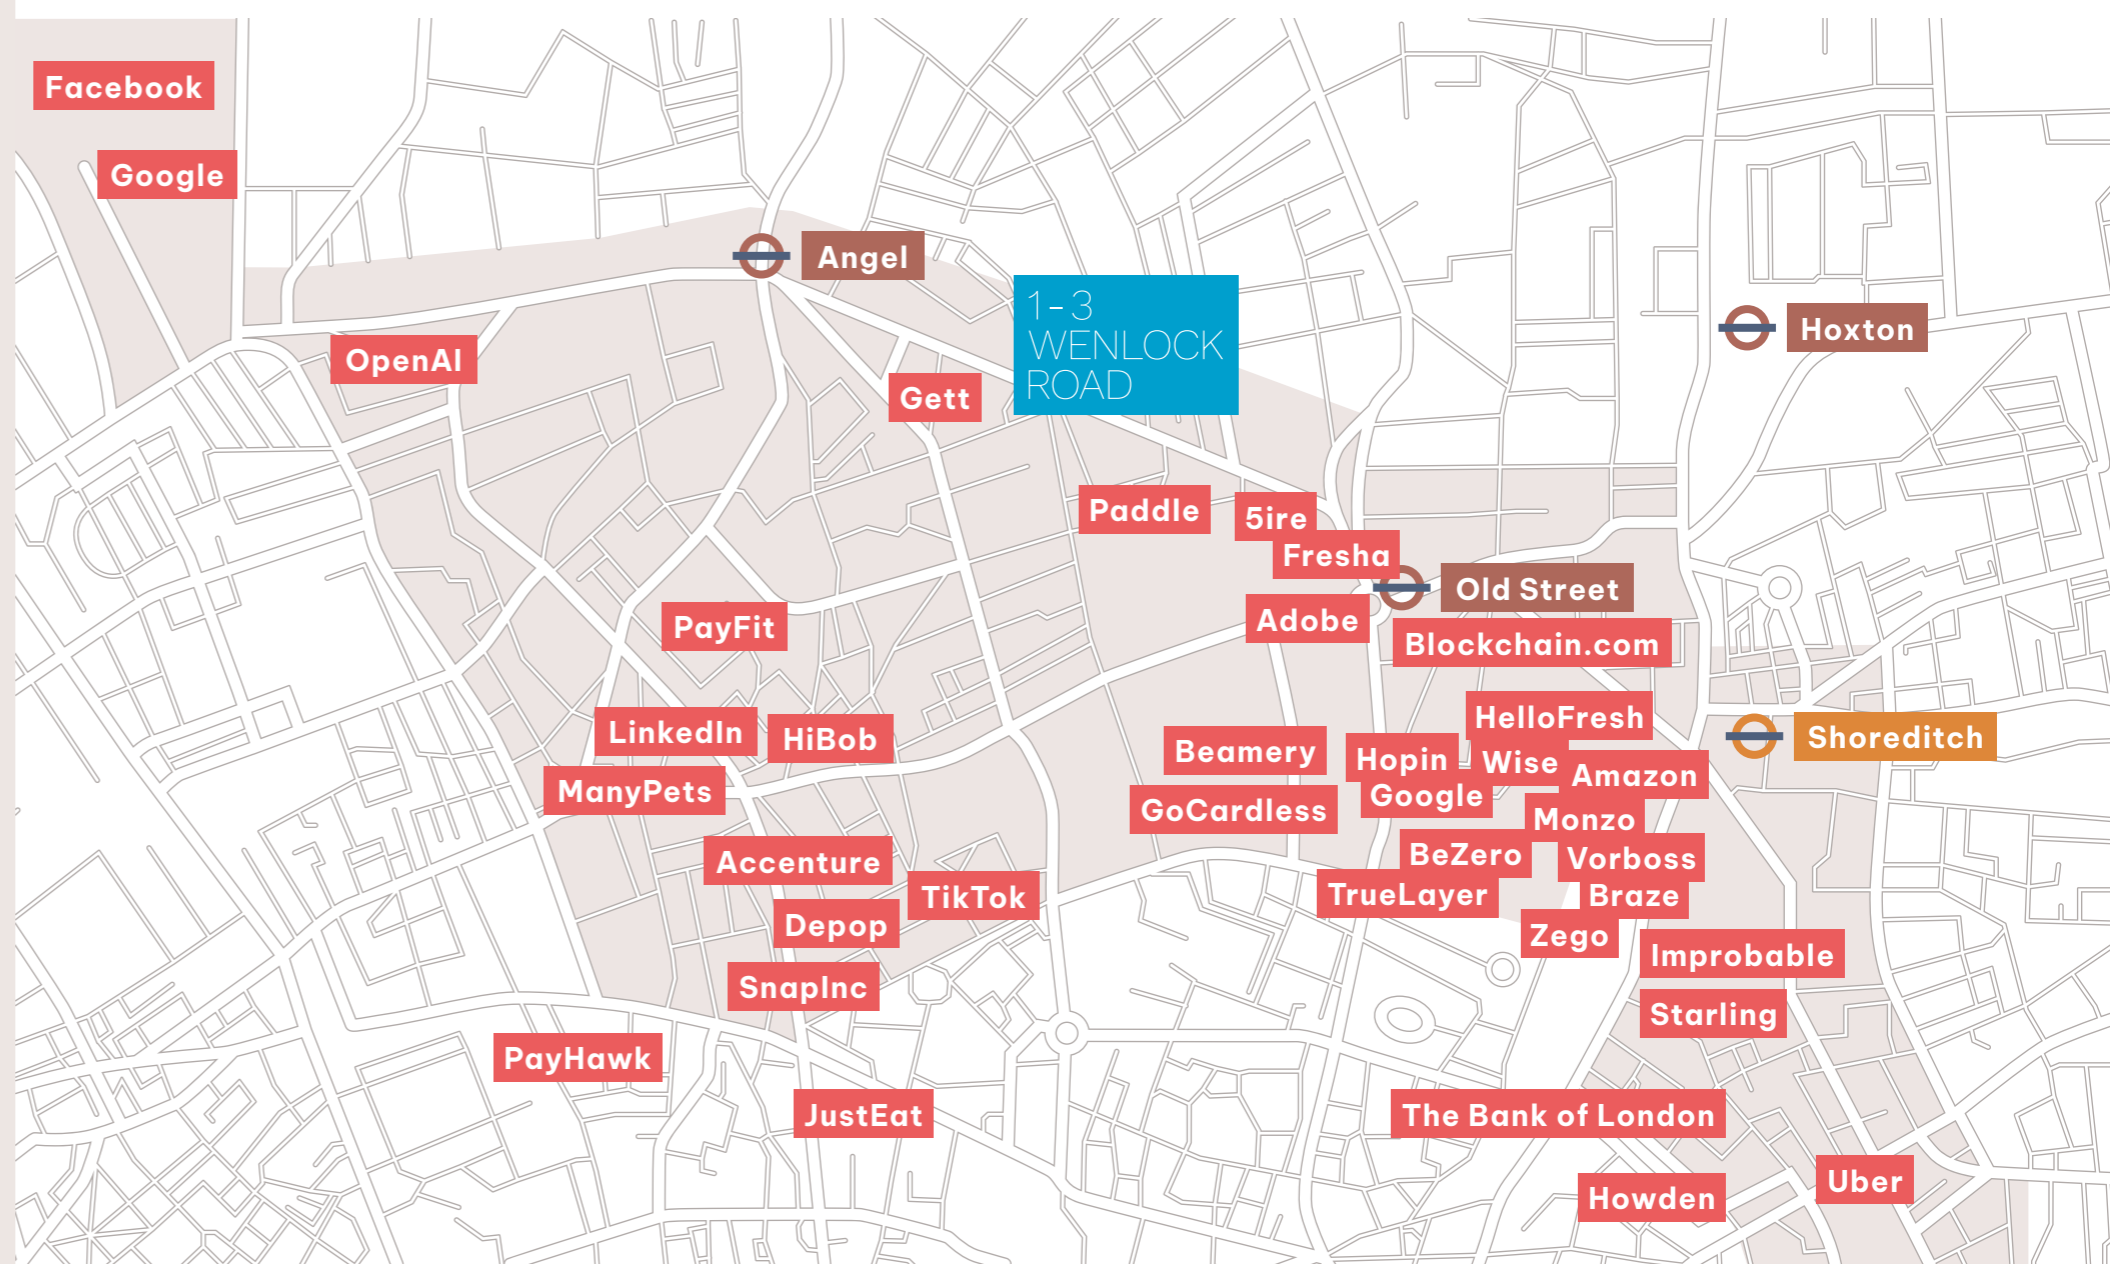 Facebook
Google
Angel
1-3
WENLOCK
ROAD
Hoxton
OpenAI
Gett
Paddle
5ire
Fresha
Old Street
Adobe
PayFit
Blockchain.com
HelloFresh
LinkedIn
HiBob
Beamery
Hopin
Wise
Amazon
Shoreditch
ManyPets
GoCardless
Google
Monzo
Accenture
BeZero
Vorboss
TikTok
TrueLayer
Braze
Depop
Zego
Improbable
SnapInc
Starling
PayHawk
JustEat
The Bank of London
Howden
Uber